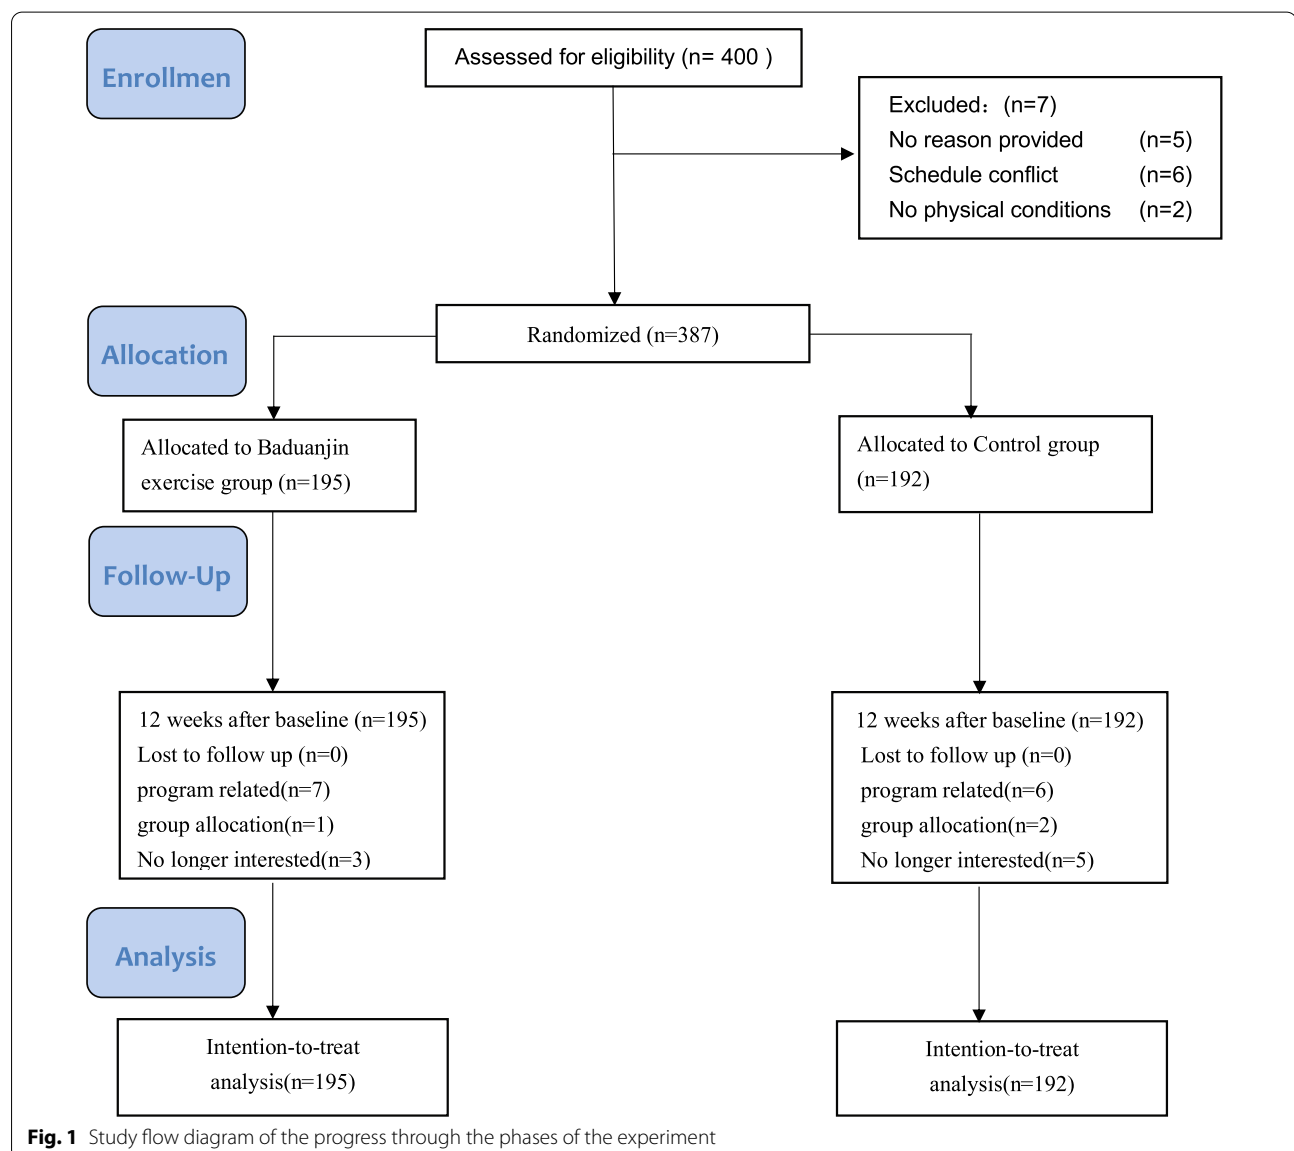 Enrollmen
Assessed for eligibility (n= 400 )
Excluded：(n=7)
No reason provided (n=5)
Schedule conflict (n=6)
No physical conditions (n=2)
Allocation
Randomized (n=387)
Allocated to Baduanjin
exercise group (n=195)
Allocated to Control group
(n=192)
Follow-Up
12 weeks after baseline (n=195)
Lost to follow up (n=0)
program related(n=7)
group allocation(n=1)
No longer interested(n=3)
12 weeks after baseline (n=192)
Lost to follow up (n=0)
program related(n=6)
group allocation(n=2)
No longer interested(n=5)
Analysis
Intention-to-treat
analysis(n=195)
Intention-to-treat
analysis(n=192)
Fig. 1 Study flow diagram of the progress through the phases of the experiment